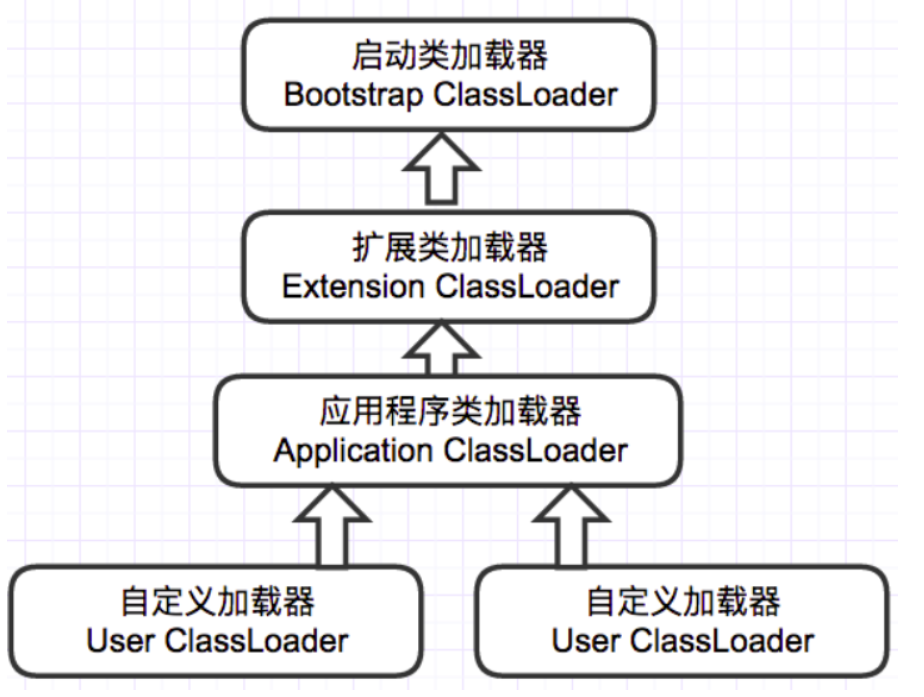 启动类加载器
Bootstrap ClassLoader
扩展类加载器
Extension ClassLoader
应用程序类加载器
Application ClassLoader
自定义加载器
User ClassLoader
自定义加载器
User ClassLoader